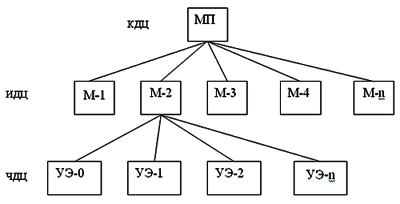 КДЦ МП
ИДЦ М-1 М-2 М-3 М-4 М-n
ЧДЦ УЭ-0 УЭ-1 УЭ-2 УЭ-n